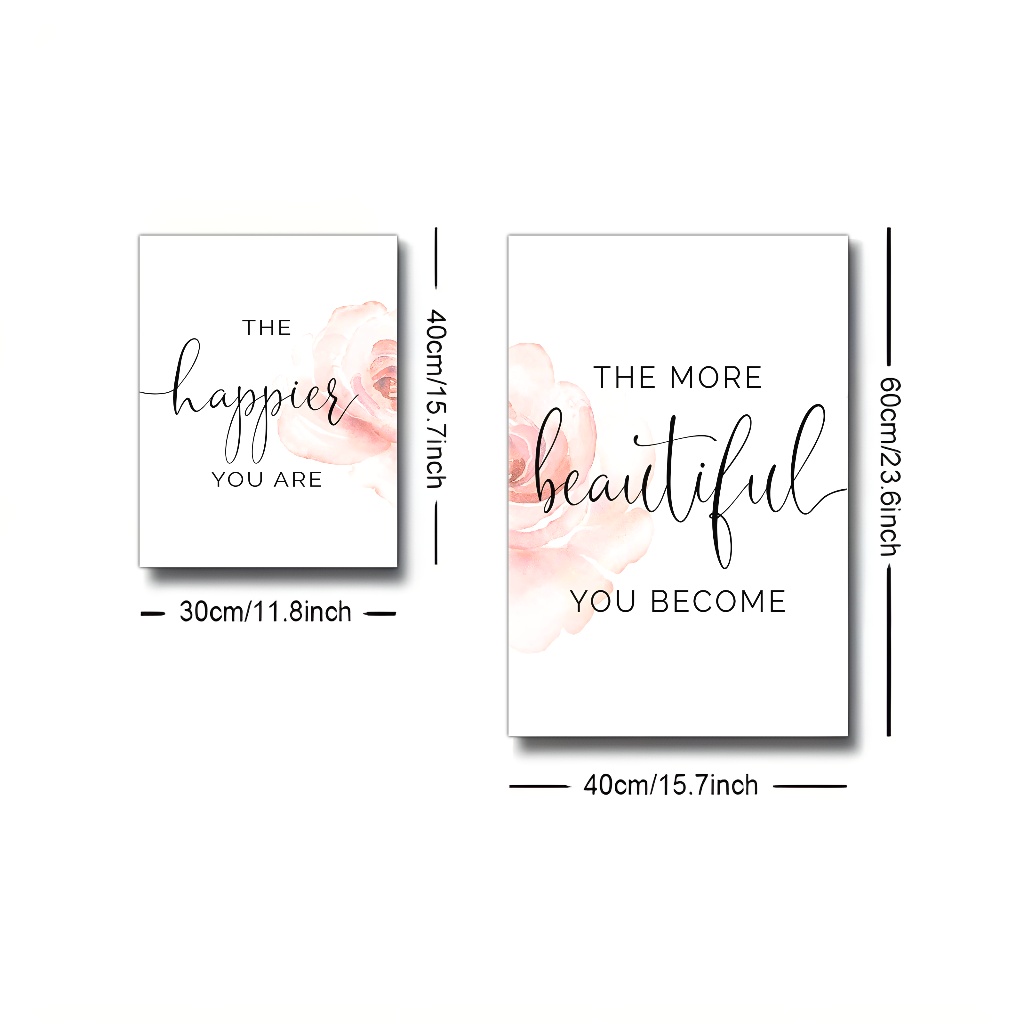 THE
happier
YOU ARE
40cm/15.7inch
30cm/11.8inch
THE MORE
beautiful
YOU BECOME
60cm/23.6inch
40cm/15.7inch